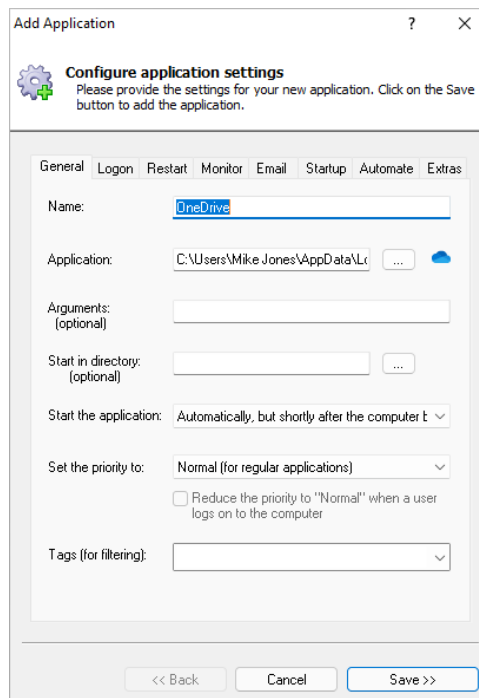 Add Application
?
Configure application settings
Please provide the settings for your new application. Click on the Save
button to add the application.
General Logon Restart Monitor Email Startup Automate Extras
Name: OneDrive
Application: C:\Users\Mike Jones\AppData\Lo ...
Arguments:
(optional)
Start in directory: ...
(optional)
Start the application: Automatically, but shortly after the computer b
Set the priority to: Normal (for regular applications)
Reduce the priority to "Normal" when a user
logs on to the computer
Tags (for filtering):
<< Back Cancel Save >>